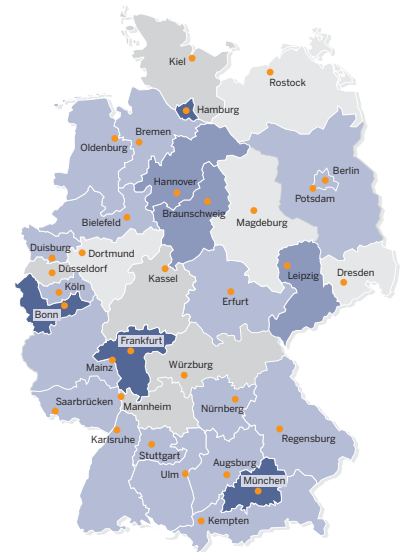 Kiel
Rostock
Hamburg
Bremen
Oldenburg
Berlin
Hannover
Potsdam
Braunschweig
Bielefeld
Magdeburg
Duisburg
Dortmund
Düsseldorf
Leipzig
Dresden
Kassel
Köln
Erfurt
Bonn
Frankfurt
Mainz
Würzburg
Saarbrücken
Mannheim
Nürnberg
Karlsruhe
Regensburg
Stuttgart
Augsburg
Ulm
München
Kempten